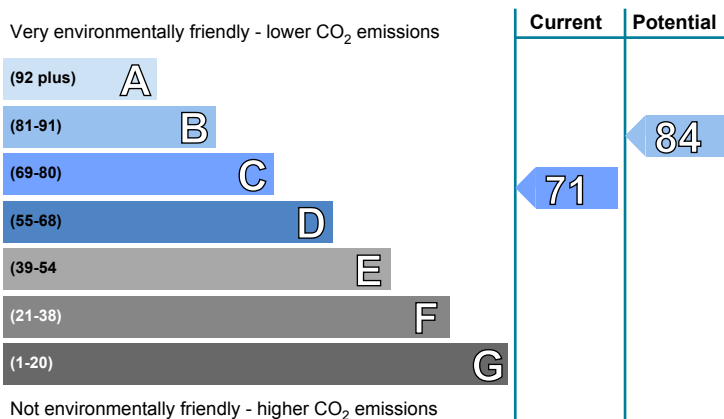 Current Potential
Very environmentally friendly - lower CO2 emissions
(92 plus) A
(81-91) B
84
(69-80) C
71
(55-68) D
(39-54 E
(21-38) F
(1-20) G
Not environmentally friendly - higher CO2 emissions